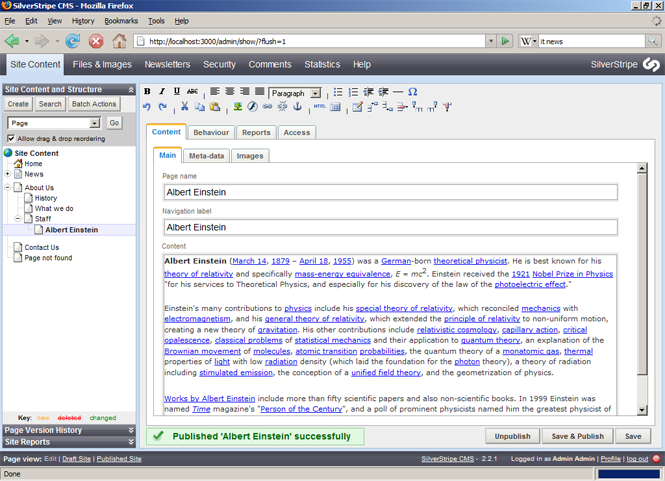 SilverStripe CMS - Mozilla Firefox
File Edit View History Bookmarks Tools Help
http://localhost:3000/admin/show/?flush=1
W it news
Site Content Files & Images Newsletters Security Comments Statistics Help SilverStripe
Site Content and Structure
Create Search Batch Actions
Page Go
Allow drag & drop reordering
Site Content
Home
News
About Us
History
What we do
Staff
Albert Einstein
Contact Us
Page not found
Key: new deleted changed
Page Version History
Site Reports
B I U ABC Paragraph Ω
HTML
Content Behaviour Reports Access
Main Meta-data Images
Page name
Albert Einstein
Navigation label
Albert Einstein
Content
Albert Einstein (March 14, 1879 – April 18, 1955) was a German-born theoretical physicist. He is best known for his
theory of relativity and specifically mass-energy equivalence, E = mc². Einstein received the 1921 Nobel Prize in Physics
"for his services to Theoretical Physics, and especially for his discovery of the law of the photoelectric effect."
Einstein's many contributions to physics include his special theory of relativity, which reconciled mechanics with
electromagnetism, and his general theory of relativity, which extended the principle of relativity to non-uniform motion,
creating a new theory of gravitation. His other contributions include relativistic cosmology, capillary action, critical
opalescence, classical problems of statistical mechanics and their application to quantum theory, an explanation of the
Brownian movement of molecules, atomic transition probabilities, the quantum theory of a monatomic gas, thermal
properties of light with low radiation density (which laid the foundation for the photon theory), a theory of radiation
including stimulated emission, the conception of a unified field theory, and the geometrization of physics.
Works by Albert Einstein include more than fifty scientific papers and also non-scientific books. In 1999 Einstein was
named Time magazine's "Person of the Century", and a poll of prominent physicists named him the greatest physicist of
Published 'Albert Einstein' successfully
Unpublish Save & Publish Save
Page view: Edit | Draft Site | Published Site
SilverStripe CMS - 2.2.1 Logged in as Admin Admin | Profile | log out
Done